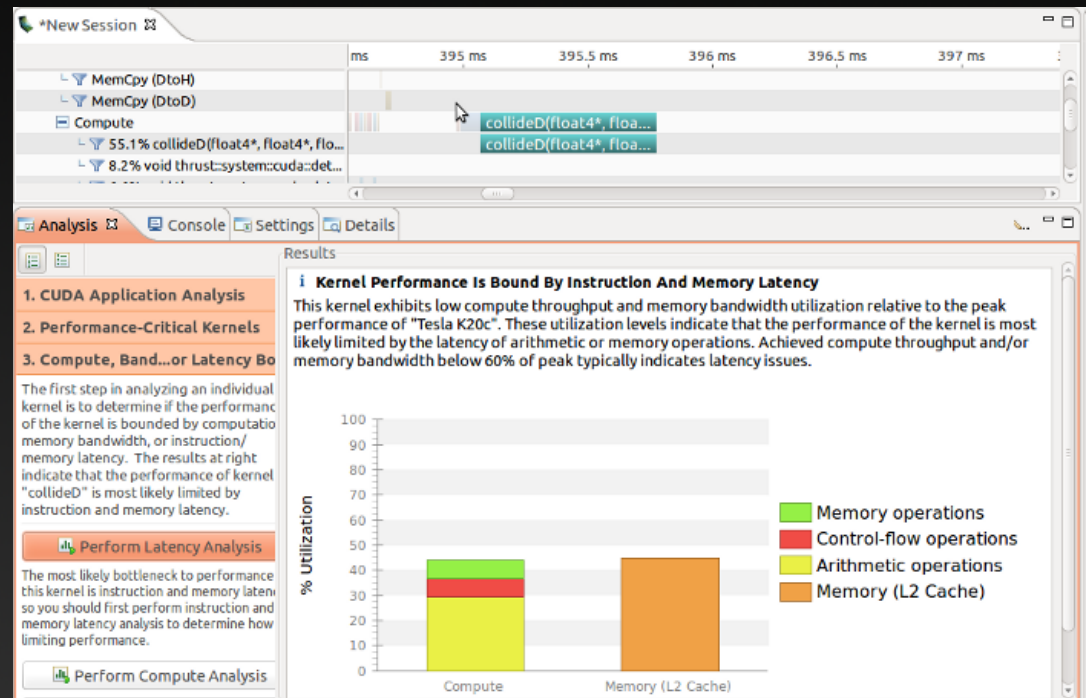 *New Session
ms 395 ms 395.5 ms 396 ms 396.5 ms 397 ms
MemCpy (DtoH)
MemCpy (DtoD)
Compute
collideD(float4*, floa...
55.1% collideD(float4*, float4*, flo...
collideD(float4*, floa...
8.2% void thrust::system::cuda::det...
Analysis Console Settings Details
Results
1. CUDA Application Analysis
2. Performance-Critical Kernels
3. Compute, Band...or Latency Bo
The first step in analyzing an individual
kernel is to determine if the performanc
of the kernel is bounded by computatio
memory bandwidth, or instruction/
memory latency. The results at right
indicate that the performance of kernel
"collideD" is most likely limited by
instruction and memory latency.
Perform Latency Analysis
The most likely bottleneck to performance
this kernel is instruction and memory laten
so you should first perform instruction and
memory latency analysis to determine how
limiting performance.
Perform Compute Analysis
i Kernel Performance Is Bound By Instruction And Memory Latency
This kernel exhibits low compute throughput and memory bandwidth utilization relative to the peak
performance of "Tesla K20c". These utilization levels indicate that the performance of the kernel is most
likely limited by the latency of arithmetic or memory operations. Achieved compute throughput and/or
memory bandwidth below 60% of peak typically indicates latency issues.
% Utilization
100
90
80
70
60
50
40
30
20
10
0
Compute Memory (L2 Cache)
Memory operations
Control-flow operations
Arithmetic operations
Memory (L2 Cache)